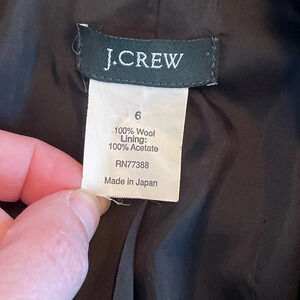 J.CREW
6
100% Wool
Lining:
100% Acetate
RN77388
Made in Japan